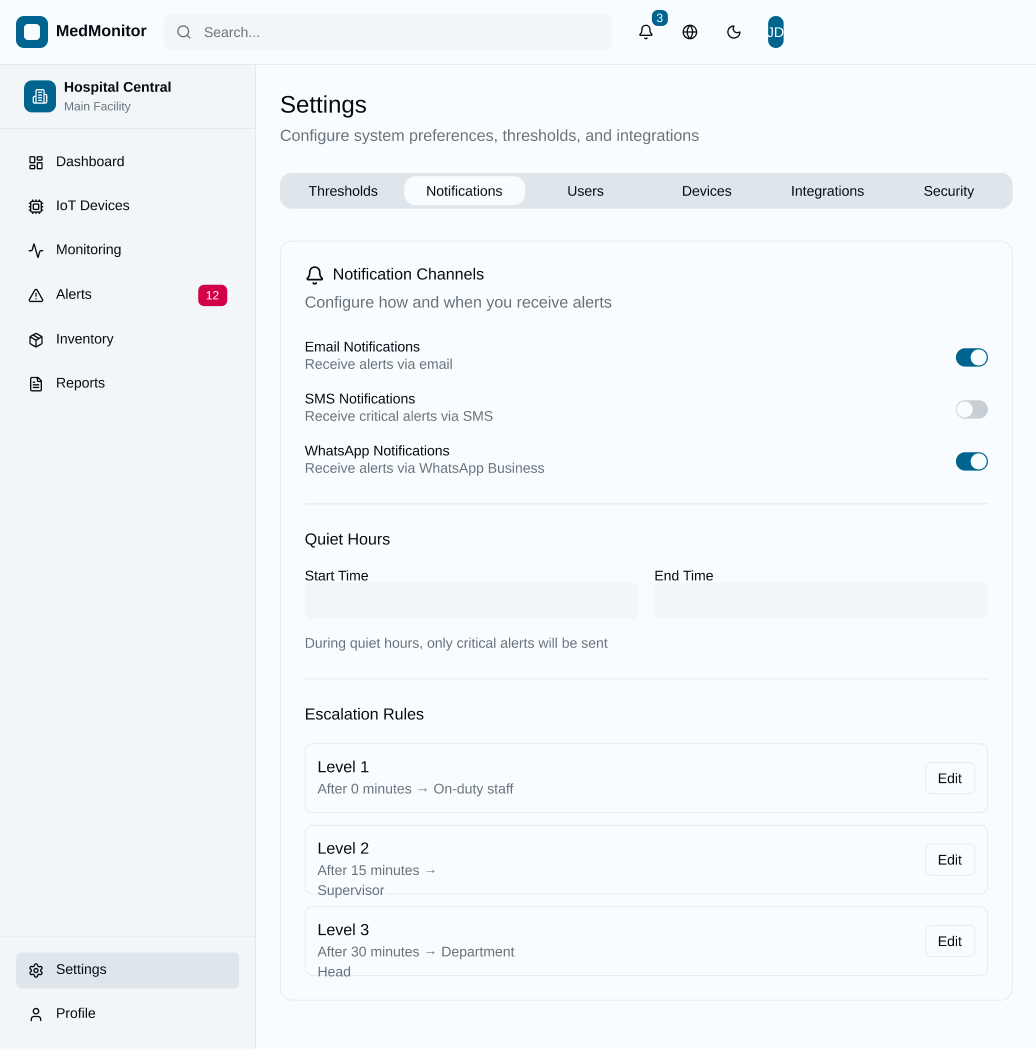 MedMonitor
Search...
3
JD
Hospital Central
Main Facility
Dashboard
IoT Devices
Monitoring
Alerts
12
Inventory
Reports
Settings
Profile
Settings
Configure system preferences, thresholds, and integrations
Thresholds
Notifications
Users
Devices
Integrations
Security
Notification Channels
Configure how and when you receive alerts
Email Notifications
Receive alerts via email
SMS Notifications
Receive critical alerts via SMS
WhatsApp Notifications
Receive alerts via WhatsApp Business
Quiet Hours
Start Time
End Time
During quiet hours, only critical alerts will be sent
Escalation Rules
Level 1
After 0 minutes → On-duty staff
Edit
Level 2
After 15 minutes →
Supervisor
Edit
Level 3
After 30 minutes → Department
Head
Edit